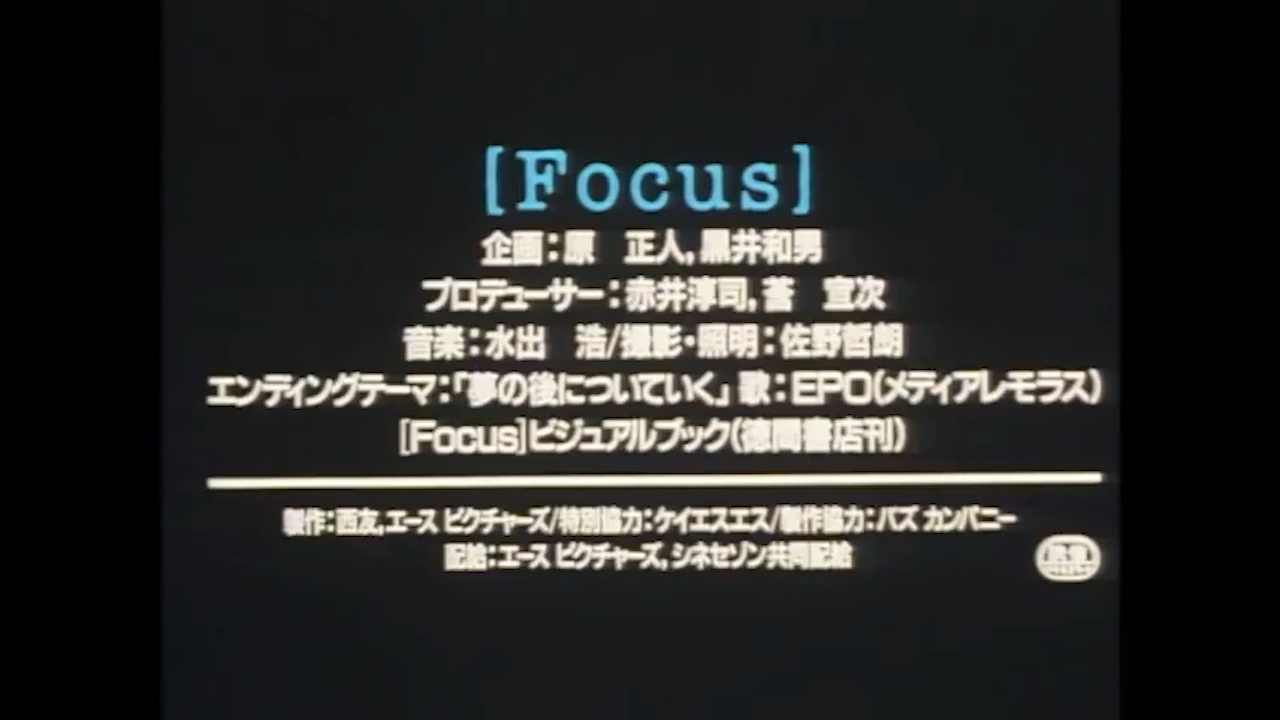 [Focus]
企画：原　正人，黒井和男
プロデューサー：赤井淳司，莟　宣次
音楽：水出　浩/撮影・照明：佐野哲朗
エンディングテーマ：「夢の後についていく」 歌：EPO（メディアレモラス）
[Focus]ビジュアルブック（徳間書店刊）
製作：西友，エース ピクチャーズ/特別協力：ケイエスエス/製作協力：バズ カンパニー
配給：エース ピクチャーズ，シネセゾン共同配給